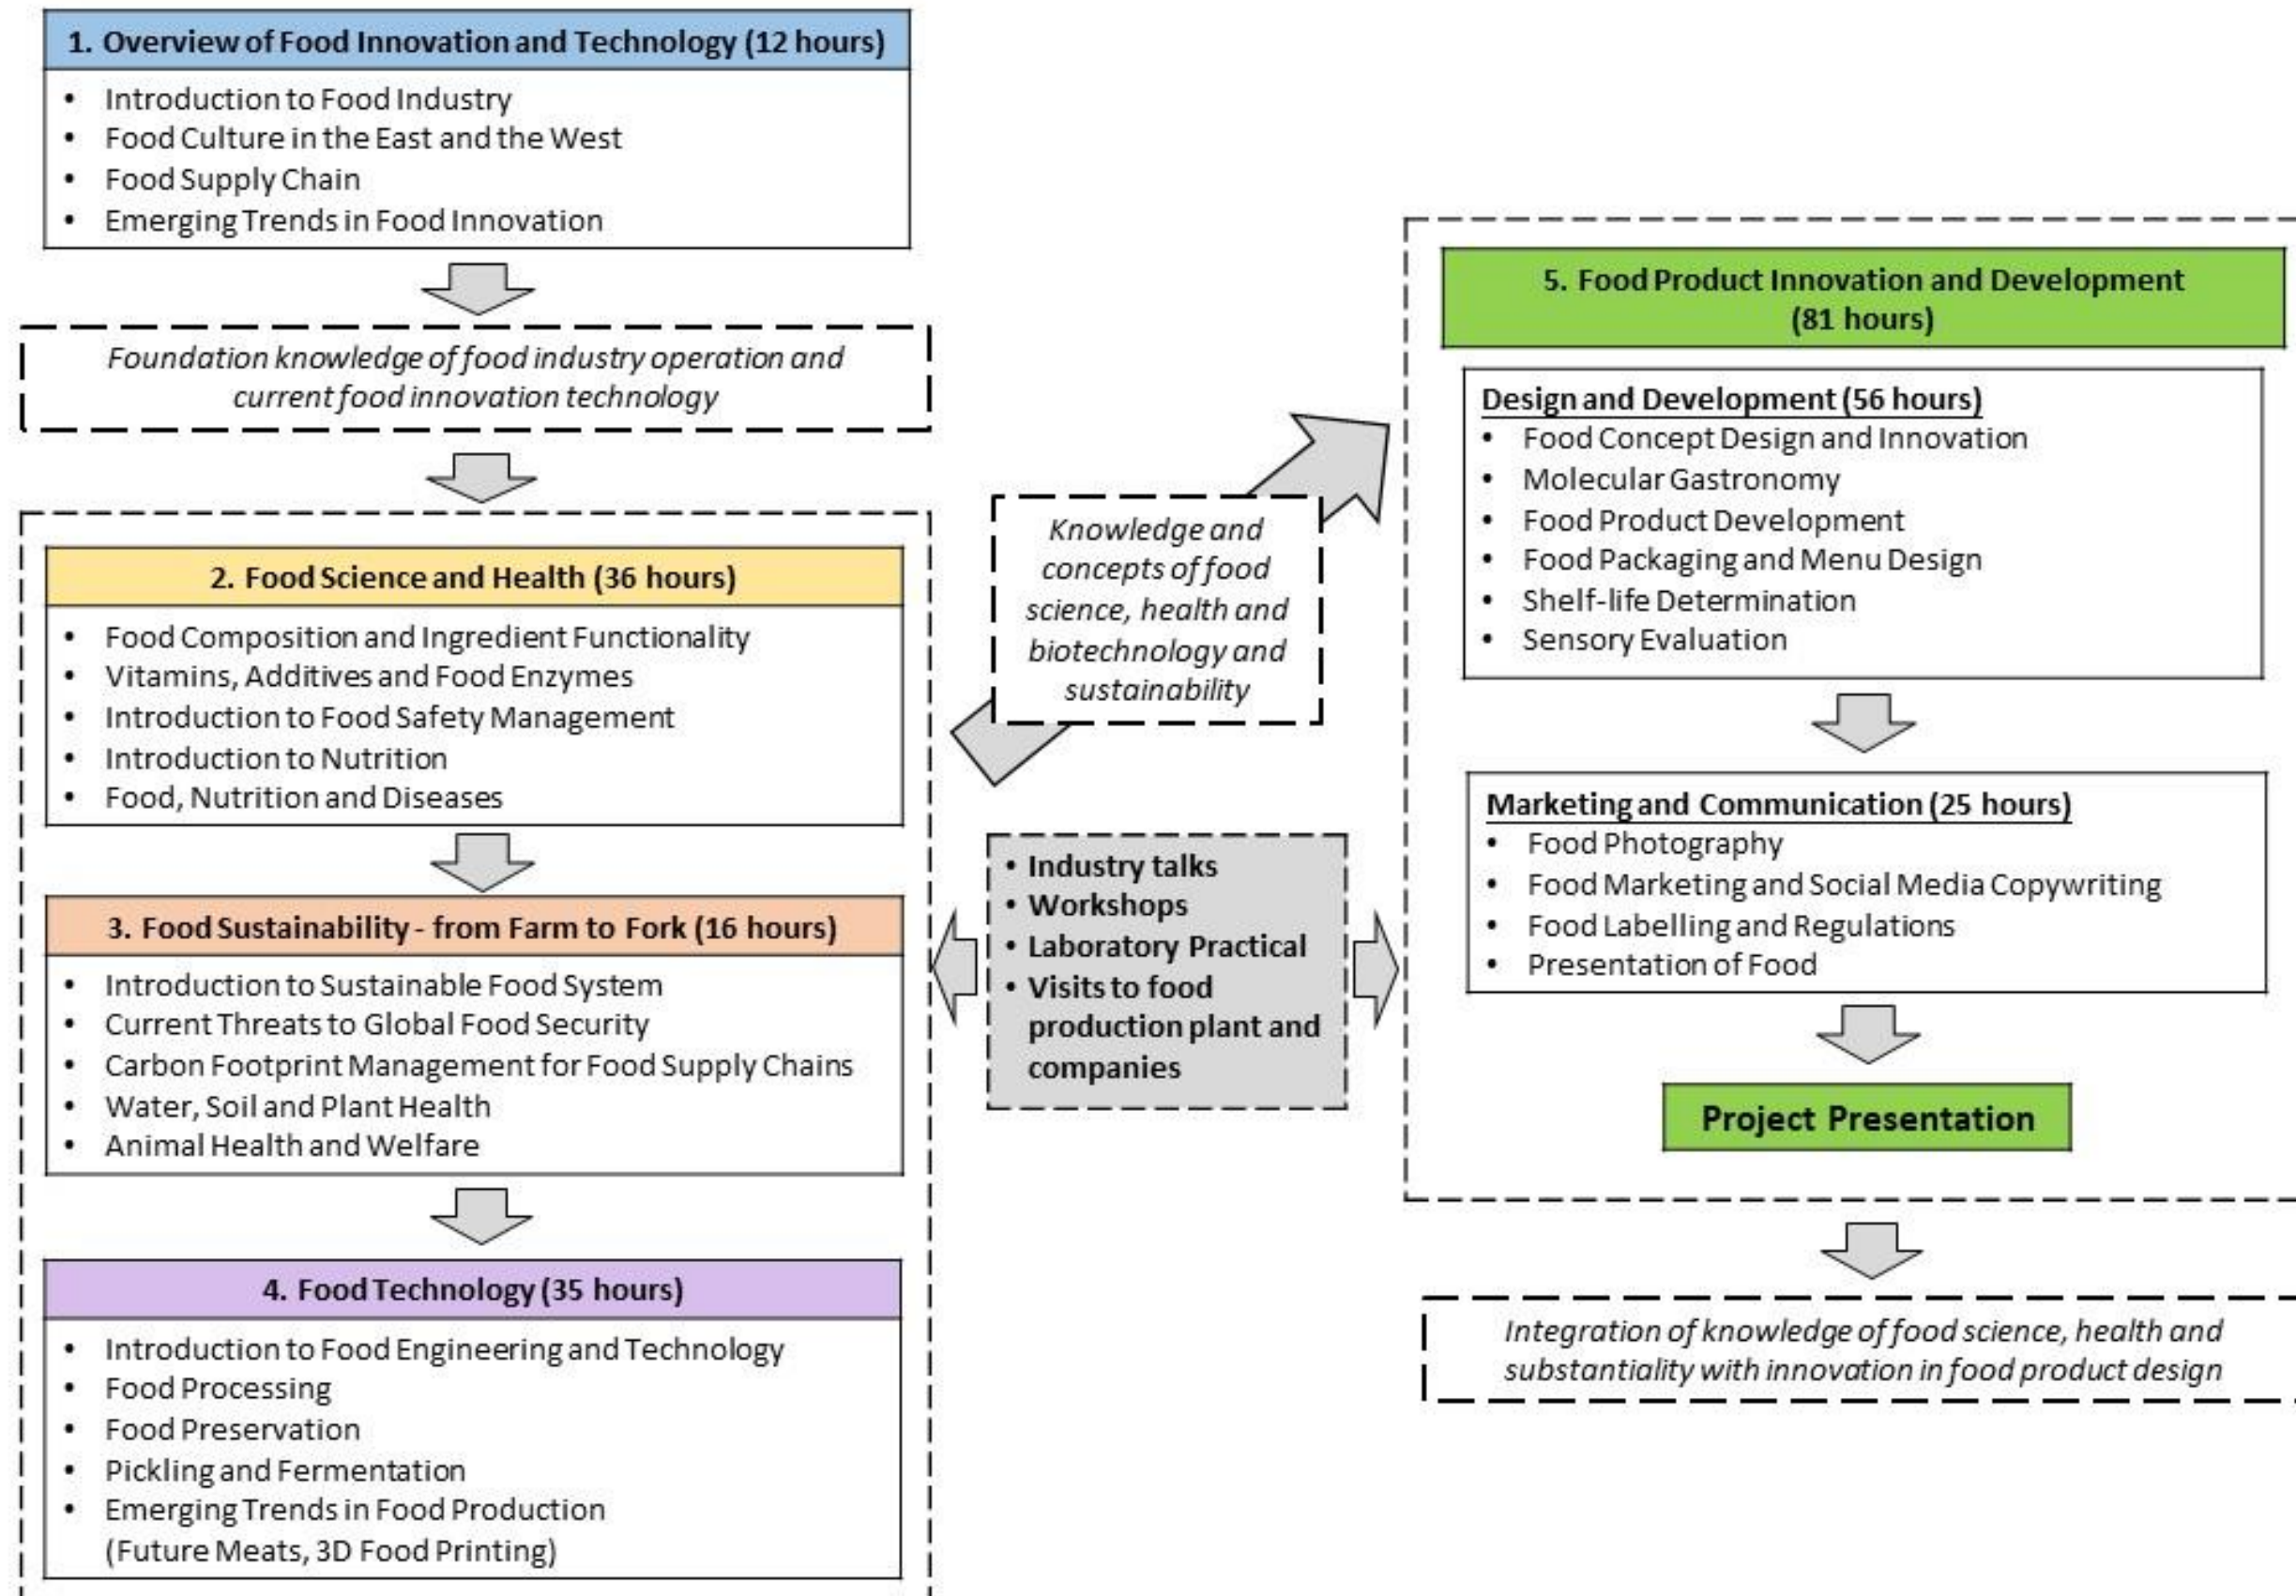 1. Overview of Food Innovation and Technology (12 hours)
• Introduction to Food Industry
• Food Culture in the East and the West
• Food Supply Chain
• Emerging Trends in Food Innovation
Foundation knowledge of food industry operation and
current food innovation technology
2. Food Science and Health (36 hours)
• Food Composition and Ingredient Functionality
• Vitamins, Additives and Food Enzymes
• Introduction to Food Safety Management
• Introduction to Nutrition
• Food, Nutrition and Diseases
3. Food Sustainability - from Farm to Fork (16 hours)
• Introduction to Sustainable Food System
• Current Threats to Global Food Security
• Carbon Footprint Management for Food Supply Chains
• Water, Soil and Plant Health
• Animal Health and Welfare
4. Food Technology (35 hours)
• Introduction to Food Engineering and Technology
• Food Processing
• Food Preservation
• Pickling and Fermentation
• Emerging Trends in Food Production
(Future Meats, 3D Food Printing)
Knowledge and
concepts of food
science, health and
biotechnology and
sustainability
• Industry talks
• Workshops
• Laboratory Practical
• Visits to food
production plant and
companies
5. Food Product Innovation and Development
(81 hours)
Design and Development (56 hours)
• Food Concept Design and Innovation
• Molecular Gastronomy
• Food Product Development
• Food Packaging and Menu Design
• Shelf-life Determination
• Sensory Evaluation
Marketing and Communication (25 hours)
• Food Photography
• Food Marketing and Social Media Copywriting
• Food Labelling and Regulations
• Presentation of Food
Project Presentation
Integration of knowledge of food science, health and
substantiality with innovation in food product design